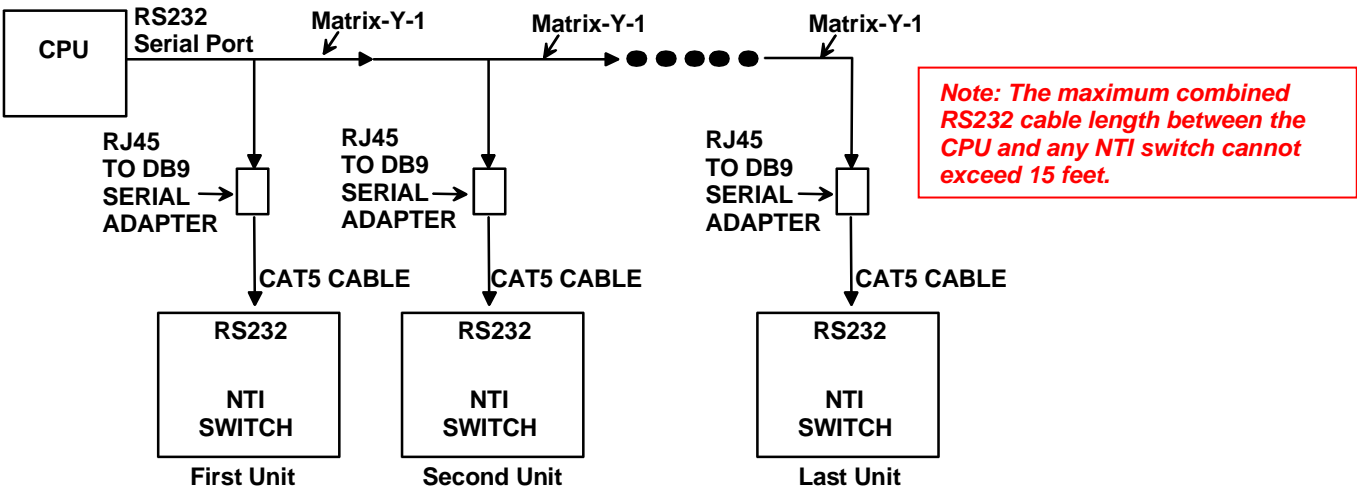 CPU
RS232
Serial Port
Matrix-Y-1
Matrix-Y-1
Matrix-Y-1
Note: The maximum combined
RS232 cable length between the
CPU and any NTI switch cannot
exceed 15 feet.
RJ45
TO DB9
SERIAL
ADAPTER
RJ45
TO DB9
SERIAL
ADAPTER
RJ45
TO DB9
SERIAL
ADAPTER
CAT5 CABLE
CAT5 CABLE
CAT5 CABLE
RS232
NTI
SWITCH
First Unit
RS232
NTI
SWITCH
Second Unit
RS232
NTI
SWITCH
Last Unit